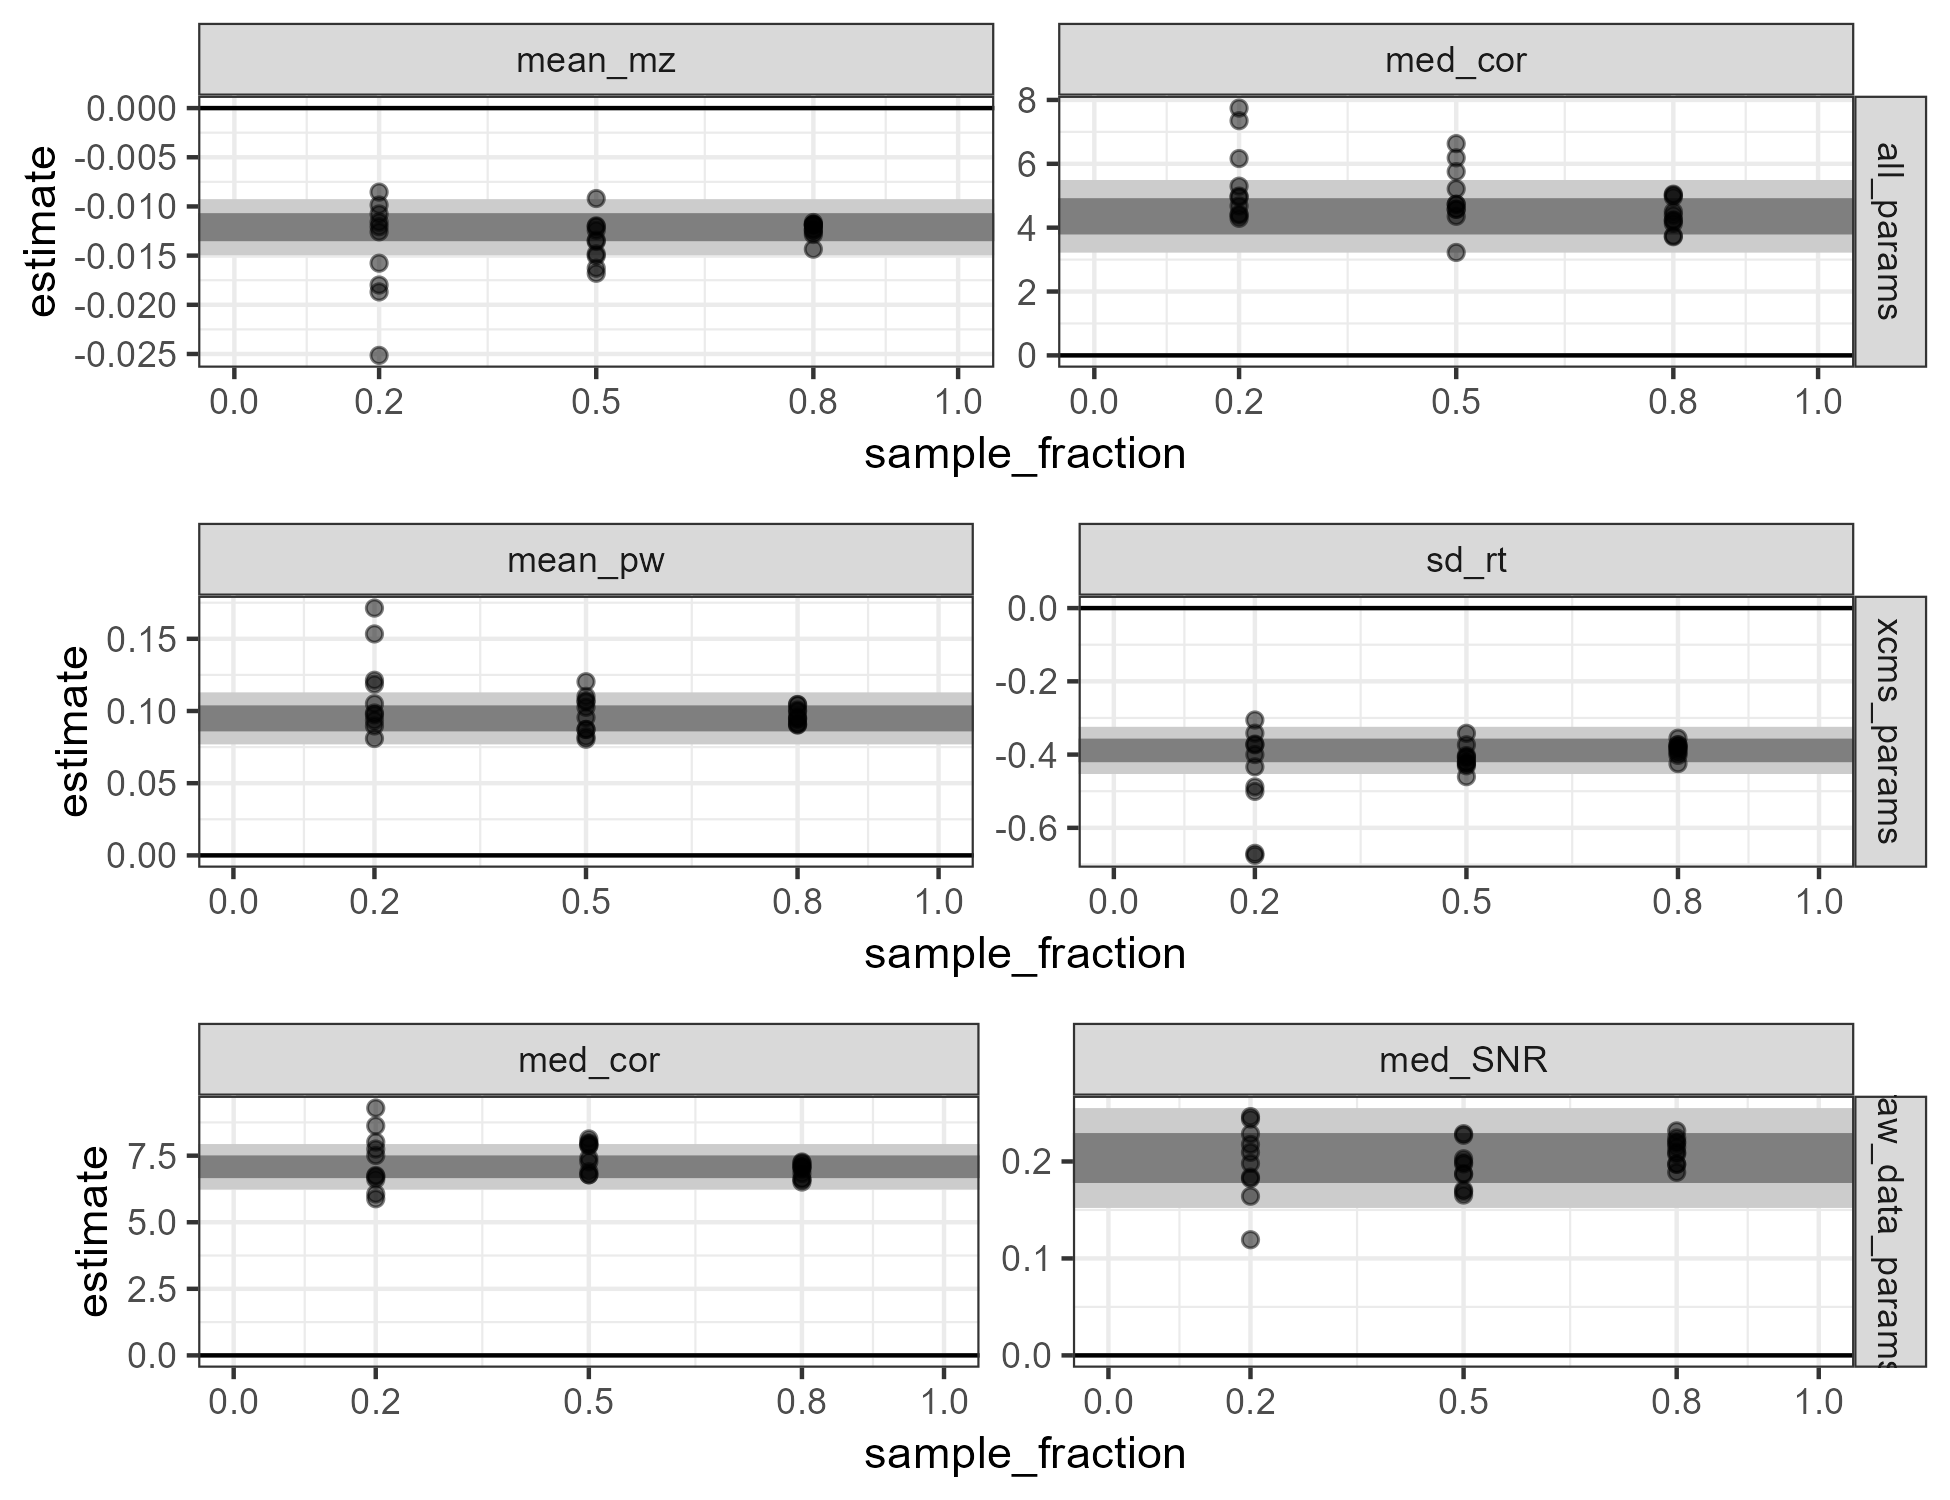 mean_mz
med_cor
estimate
0.000
-0.005
-0.010
-0.015
-0.020
-0.025
8
6
4
2
0
all_params
0.0 0.2 0.5 0.8 1.0
0.0 0.2 0.5 0.8 1.0
sample_fraction
mean_pw
sd_rt
estimate
0.15
0.10
0.05
0.00
0.0
-0.2
-0.4
-0.6
xcms_params
0.0 0.2 0.5 0.8 1.0
0.0 0.2 0.5 0.8 1.0
sample_fraction
med_cor
med_SNR
estimate
7.5
5.0
2.5
0.0
0.2
0.1
0.0
aw_data_params
0.0 0.2 0.5 0.8 1.0
0.0 0.2 0.5 0.8 1.0
sample_fraction